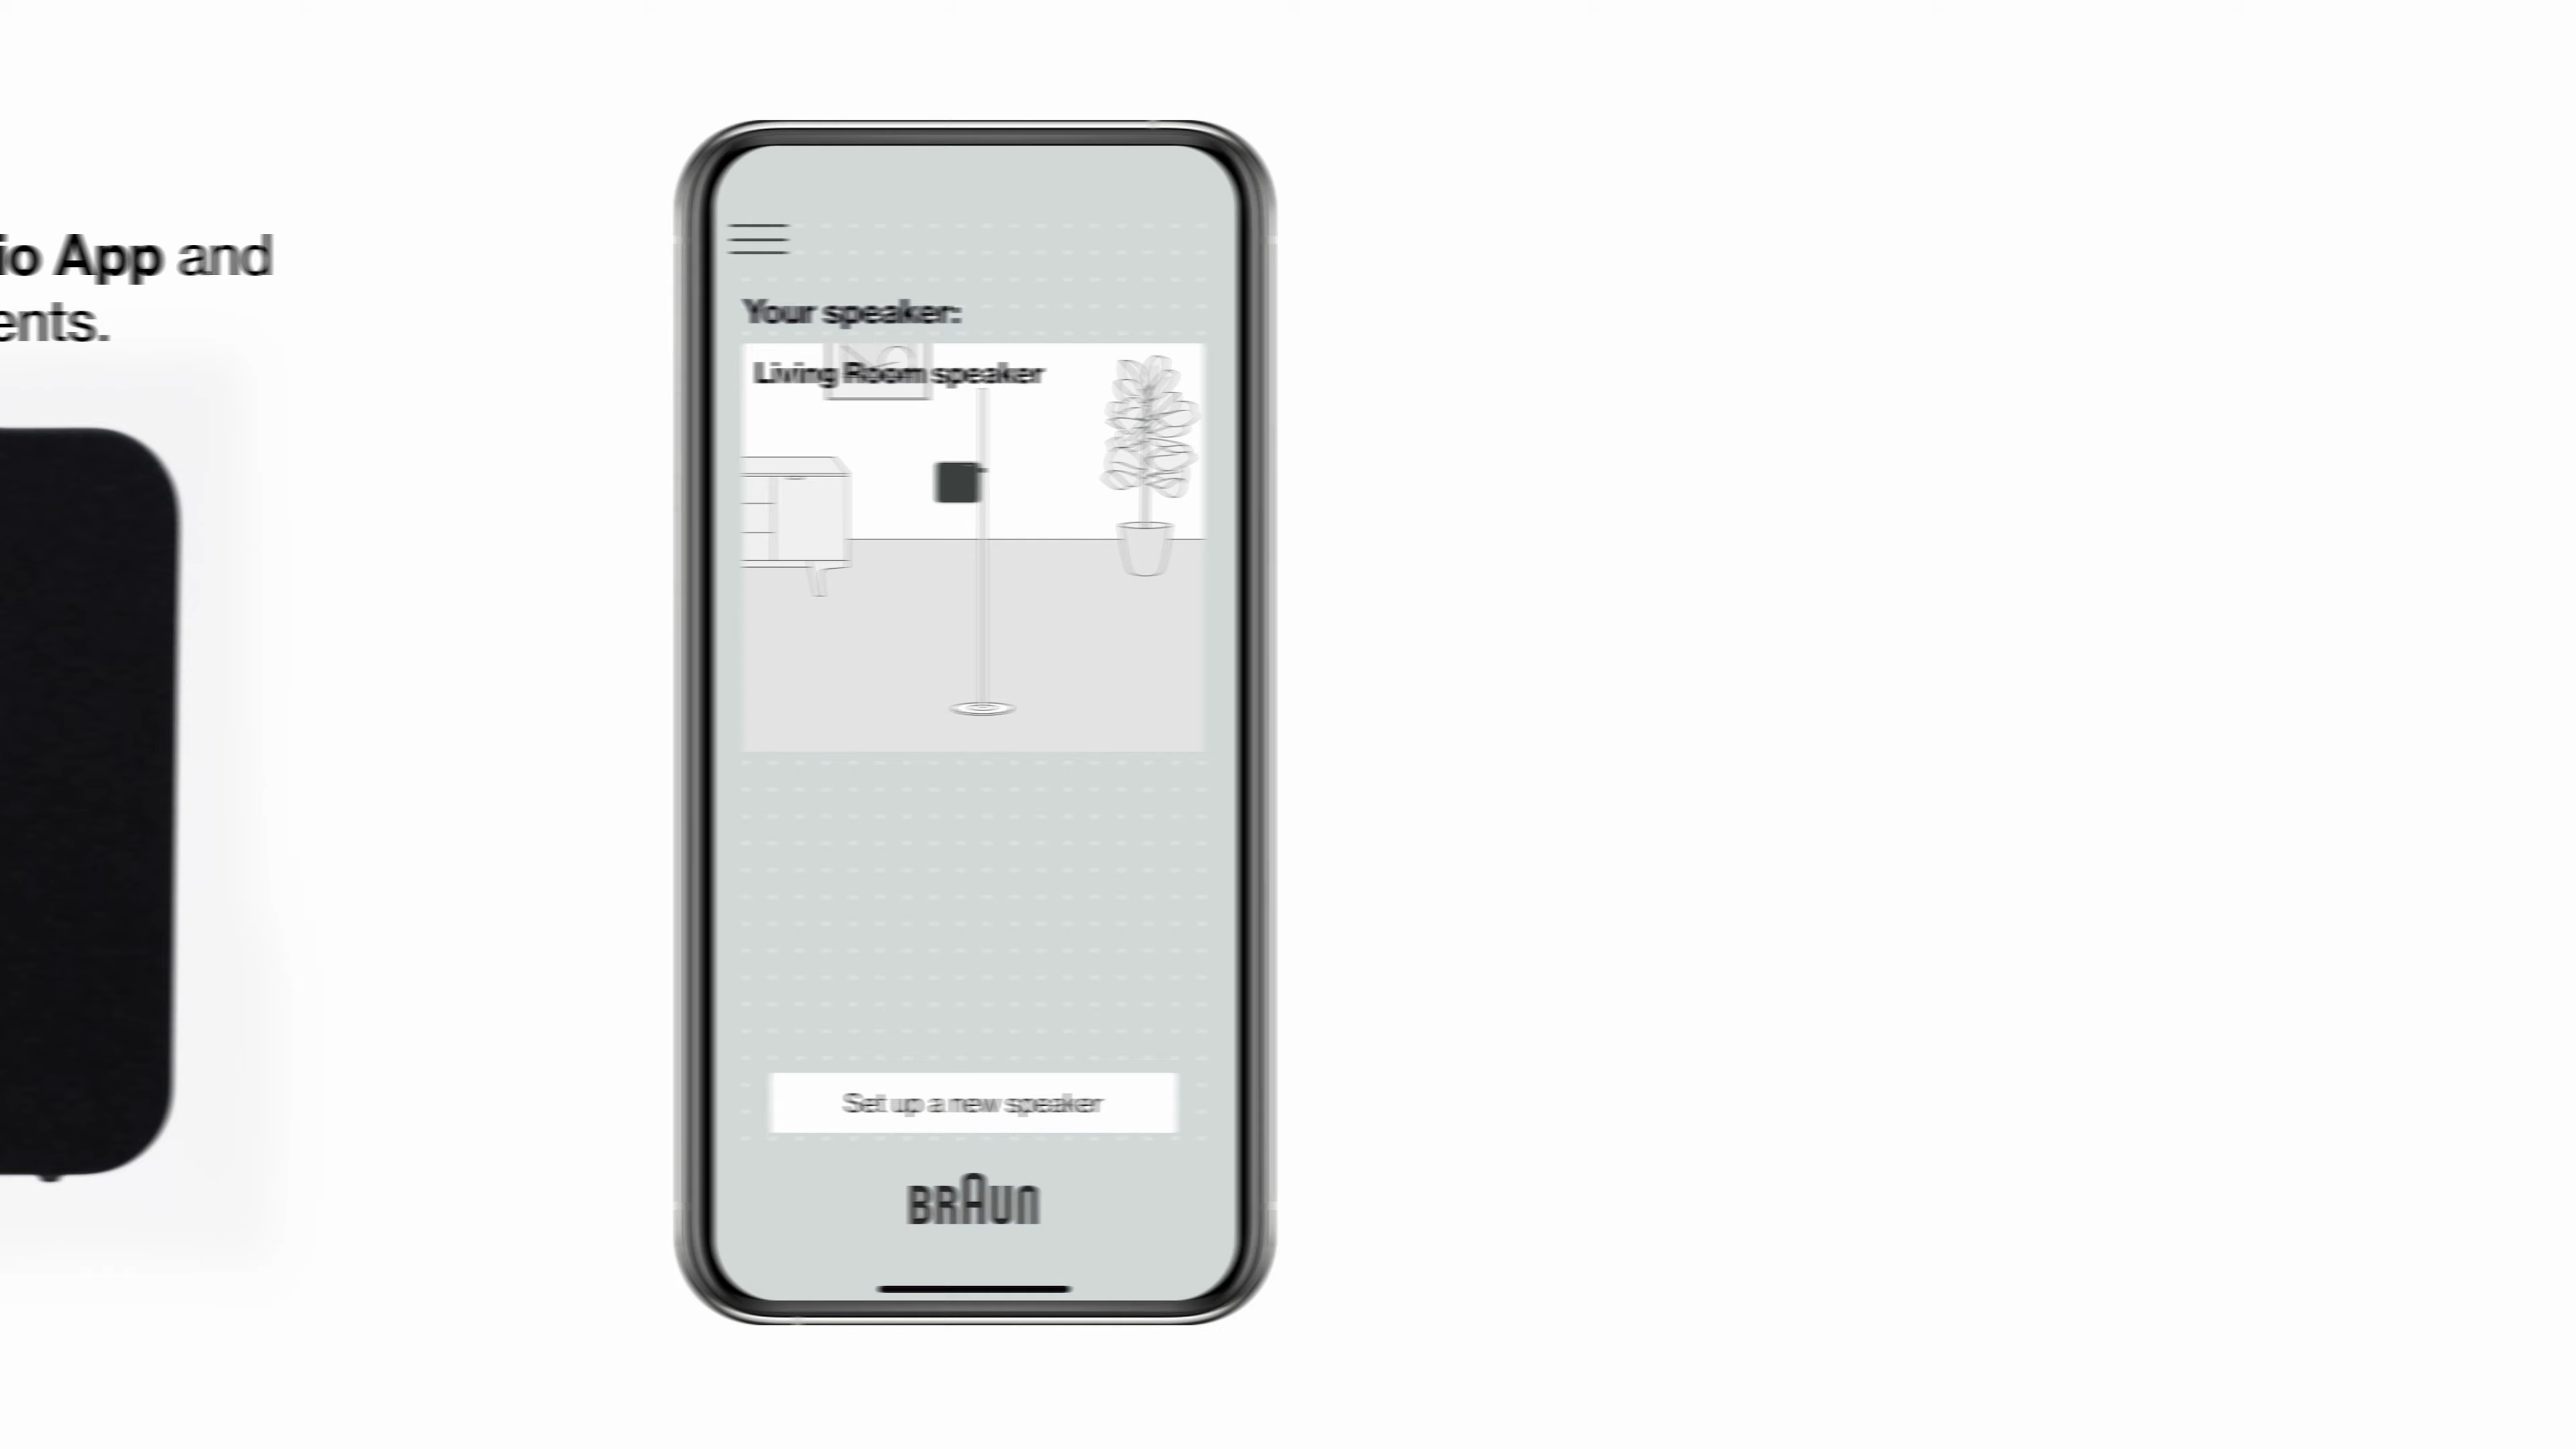 io App and
ents.
Your speaker:
Living Room speaker
Set up a new speaker
BRAUN